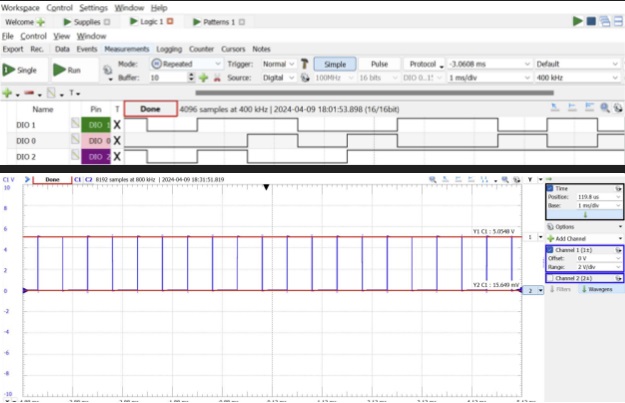 Workspace Control Settings Window Help
Welcome Supplies Logic 1 Patterns 1
File Control View Window
Export Rec. Data Events Measurements Logging Counter Cursors Notes
Single Run Mode: Repeated Trigger: Normal Simple Pulse Protocol -3.0608 ms Default
Buffer: 10 Source: Digital 100MHz 16 bits DIO 0..1 1 ms/div 400 kHz
T
Name Pin T Done 4096 samples at 400 kHz | 2024-04-09 18:01:53.898 (16/16bit)
DIO 1 DIO 1 X
DIO 0 DIO 0 X
DIO 2 DIO 2 X
C1 V Done C1 C2 8192 samples at 800 kHz | 2024-04-09 18:31:51.819 Y
10
8
6
4
2
0
-2
-4
-6
-8
-10
Y1 C1 : 5.0548 V
Y2 C1 : 15.649 mV
1
2
Time
Position: 119.8 us
Base: 1 ms/div
Options
Add Channel
Channel 1 (1±)
Offset: 0 V
Range: 2 V/div
Channel 2 (2±)
Filters Wavegens